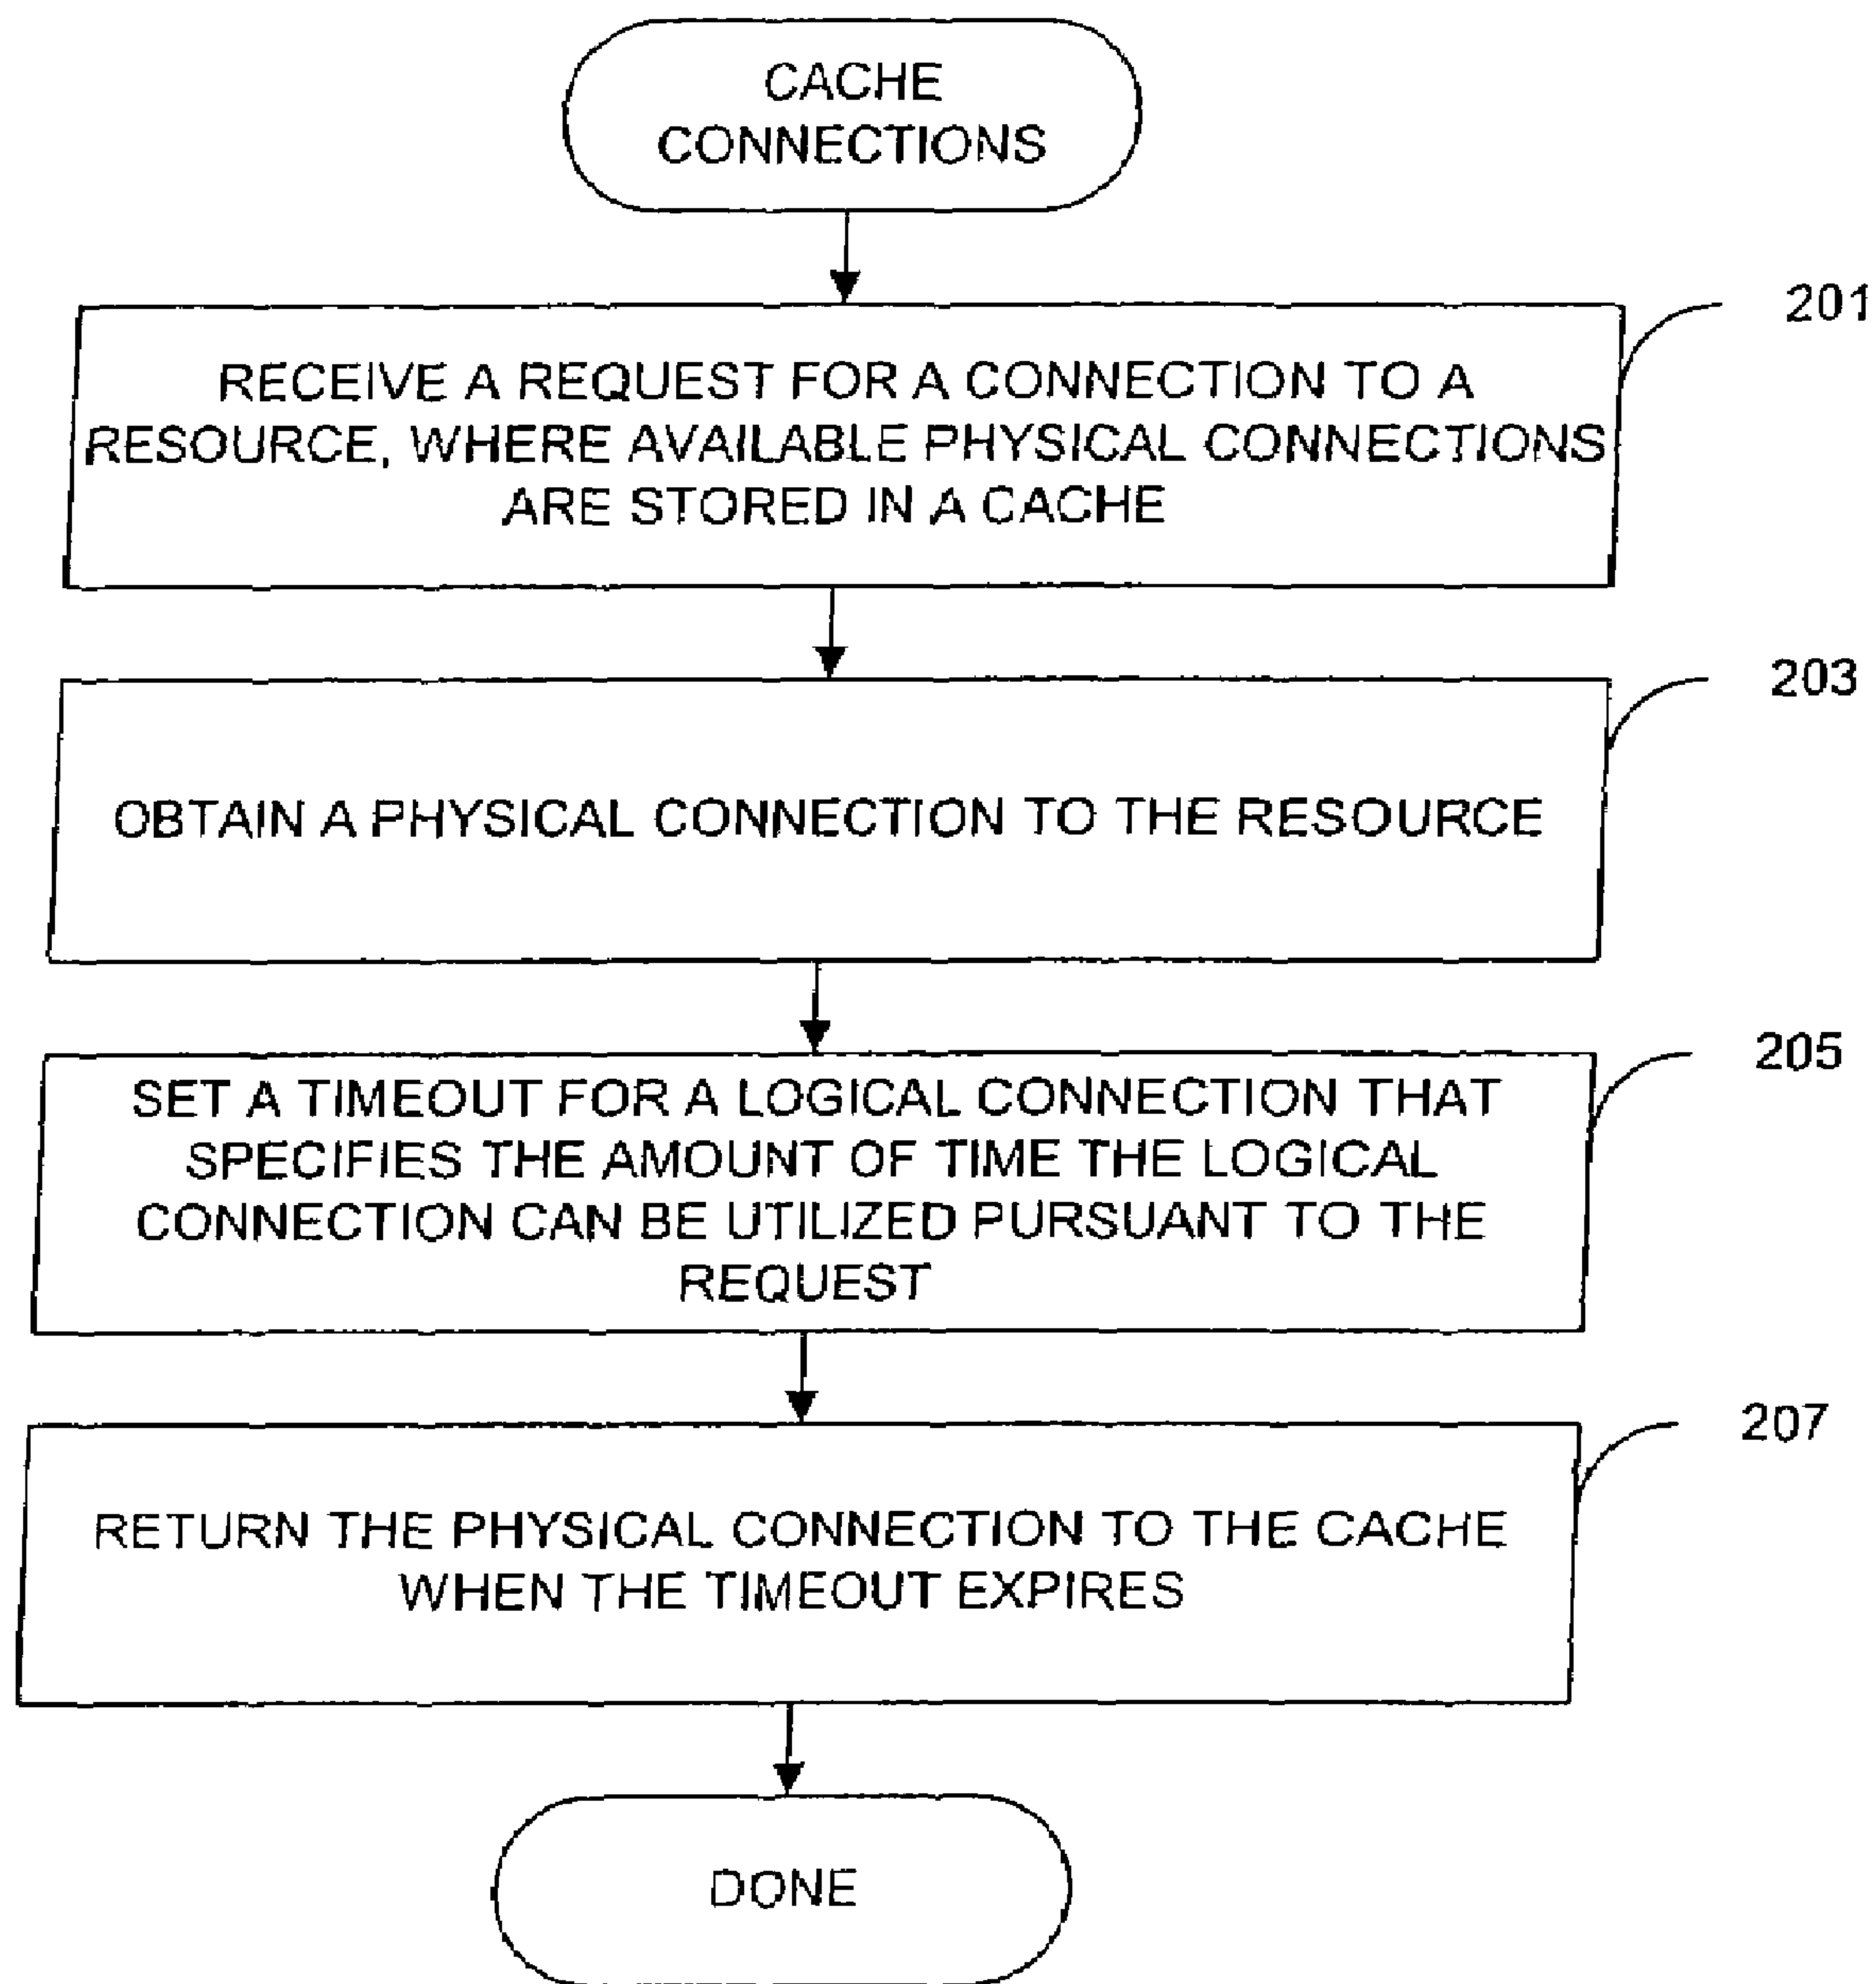 CACHE
CONNECTIONS
201
RECEIVE A REQUEST FOR A CONNECTION TO A
RESOURCE, WHERE AVAILABLE PHYSICAL CONNECTIONS
ARE STORED IN A CACHE
203
OBTAIN A PHYSICAL CONNECTION TO THE RESOURCE
205
SET A TIMEOUT FOR A LOGICAL CONNECTION THAT
SPECIFIES THE AMOUNT OF TIME THE LOGICAL
CONNECTION CAN BE UTILIZED PURSUANT TO THE
REQUEST
207
RETURN THE PHYSICAL CONNECTION TO THE CACHE
WHEN THE TIMEOUT EXPIRES
DONE